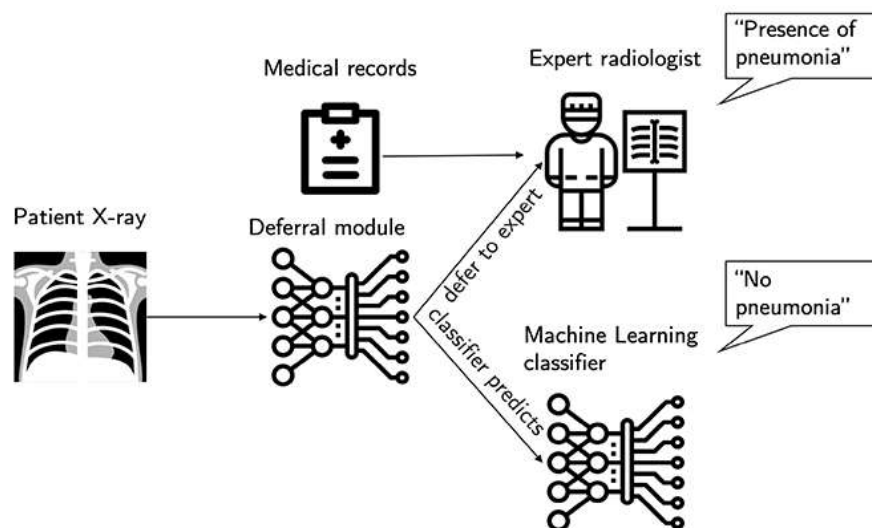 “Presence of
pneumonia”
Medical records
Expert radiologist
Patient X-ray
Deferral module
defer to expert
classifier predicts
“No
pneumonia”
Machine Learning
classifier